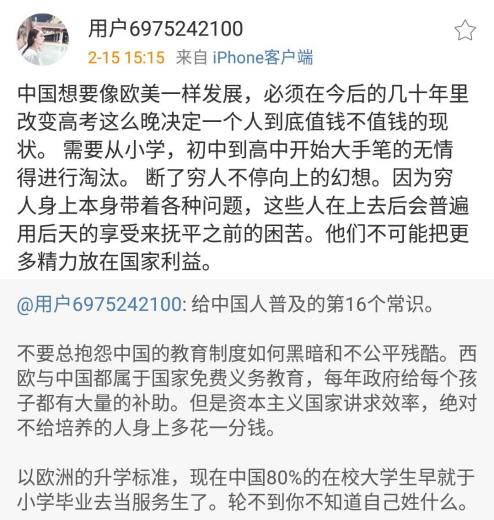 用户6975242100
2-15 15:15 来自 iPhone客户端
中国想要像欧美一样发展，必须在今后的几十年里
改变高考这么晚决定一个人到底值钱不值钱的现
状。 需要从小学，初中到高中开始大手笔的无情
得进行淘汰。 断了穷人不停向上的幻想。因为穷
人身上本身带着各种问题，这些人在上去后会普遍
用后天的享受来抚平之前的困苦。他们不可能把更
多精力放在国家利益。
@用户6975242100: 给中国人普及的第16个常识。
不要总抱怨中国的教育制度如何黑暗和不公平残酷。西
欧与中国都属于国家免费义务教育，每年政府给每个孩
子都有大量的补助。但是资本主义国家讲求效率，绝对
不给培养的人身上多花一分钱。
以欧洲的升学标准，现在中国80%的在校大学生早就于
小学毕业去当服务生了。轮不到你不知道自己姓什么。